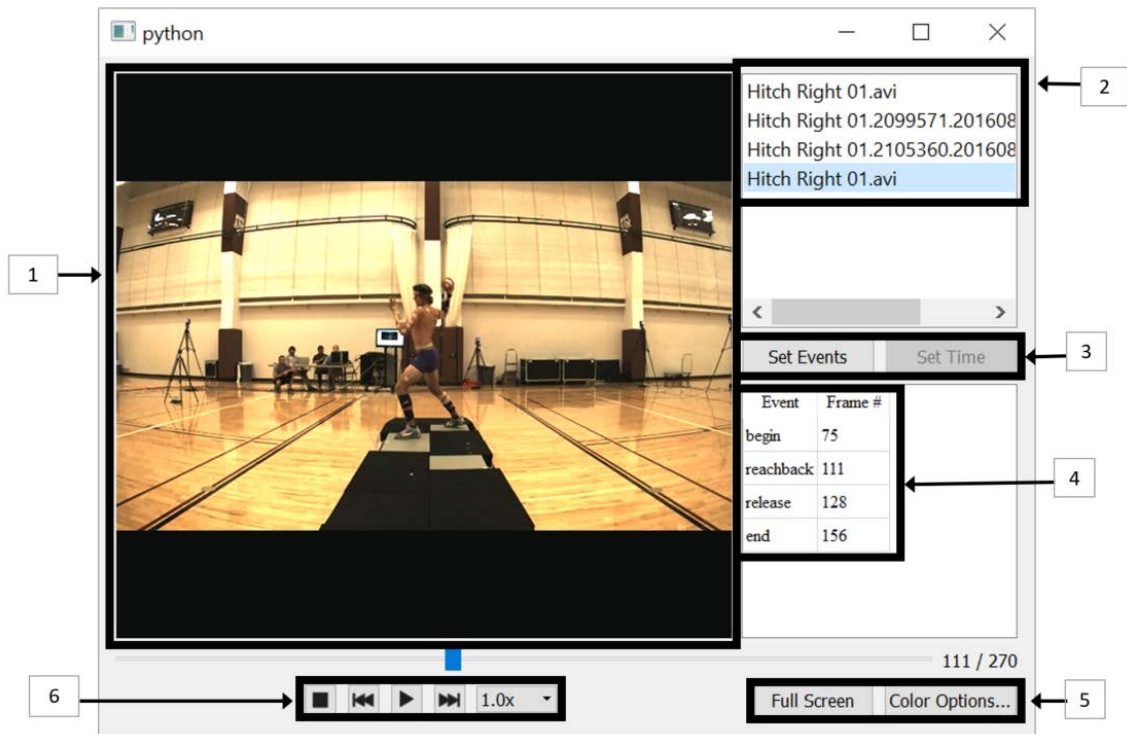 python
Hitch Right 01.avi
Hitch Right 01.2099571.201608
Hitch Right 01.2105360.201608
Hitch Right 01.avi
2
1
Set Events Set Time
3
Event Frame #
begin 75
reachback 111
release 128
end 156
4
111 / 270
6
1.0x
Full Screen Color Options...
5